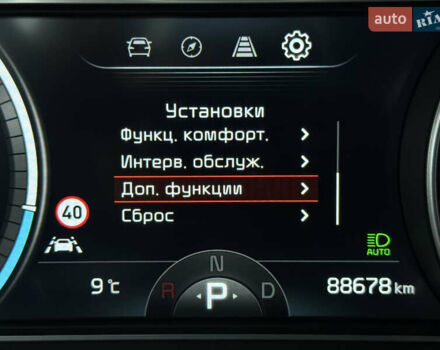 auto RIA
Установки
Функц. комфорт.
Интерв. обслуж.
Доп. функции
Сброс
40
AUTO
N
9°C
R
P
D
88678 km